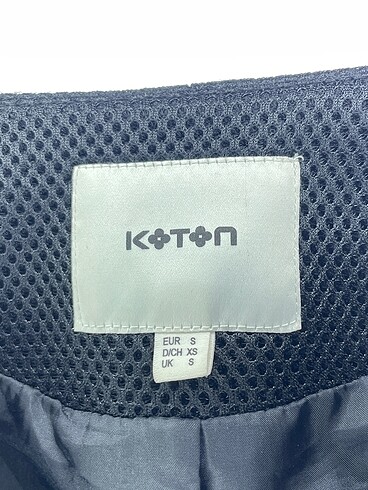 KOTON
EUR S
D/CH XS
UK S